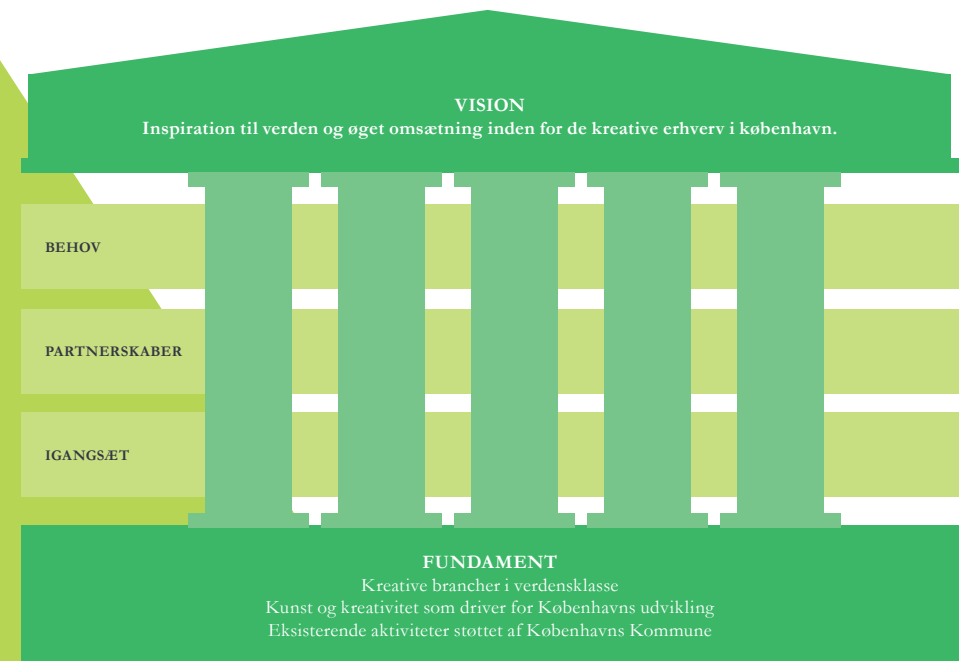 VISION
Inspiration til verden og øget omsætning inden for de kreative erhverv i københavn.
BEHOV
PARTNERSKABER
IGANGSÆT
FUNDAMENT
Kreative brancher i verdensklasse
Kunst og kreativitet som driver for Københavns udvikling
Eksisterende aktiviteter støttet af Københavns Kommune